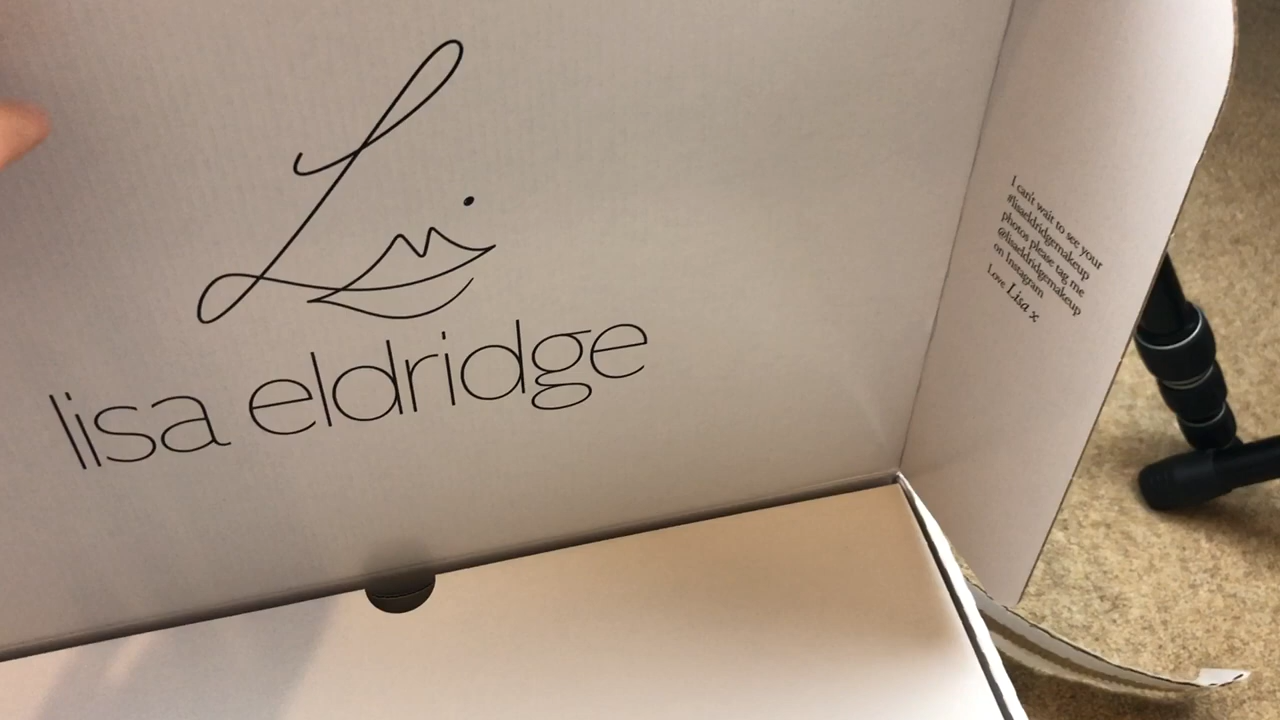 lisa eldridge
I can't wait to see your
#lisaeldridgemakeup
photos please tag me
@lisaeldridgemakeup
on Instagram
Love Lisa x